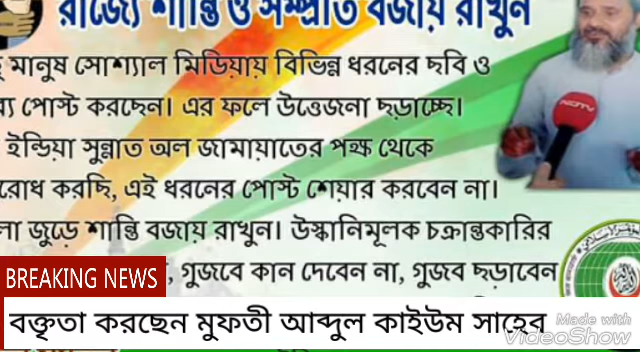 রাজ্যে শান্তি ও সম্প্রীতি বজায় রাখুন
মানুষ সোশ্যাল মিডিয়ায় বিভিন্ন ধরনের ছবি ও
পোস্ট করছেন। এর ফলে উত্তেজনা ছড়াচ্ছে।
ইন্ডিয়া সুন্নাত অল জামায়াতের পক্ষ থেকে
রোধ করছি, এই ধরনের পোস্ট শেয়ার করবেন না।
লা জুড়ে শান্তি বজায় রাখুন। উস্কানিমূলক চক্রান্তকারির
, গুজবে কান দেবেন না, গুজব ছড়াবেন
NDTV
BREAKING NEWS
বক্তৃতা করছেন মুফতী আব্দুল কাইউম সাহেব
Made with
VideoShow